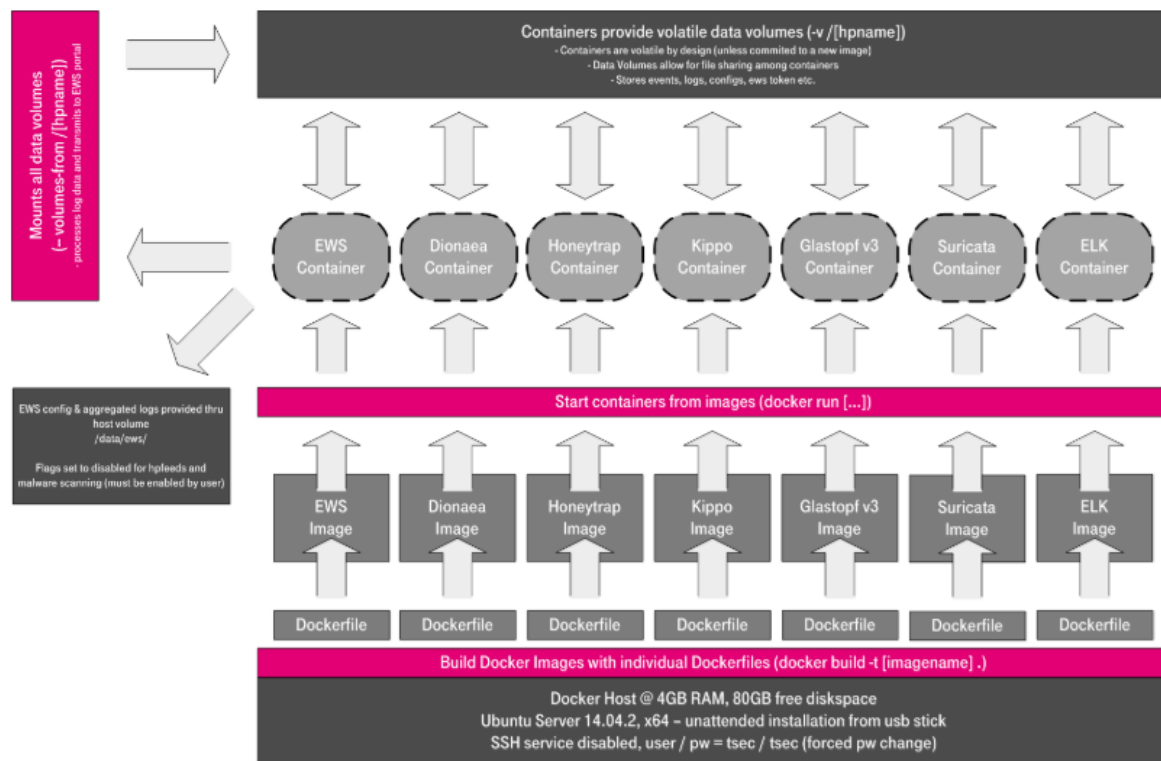 Mounts all data volumes
(– volumes-from /[hpname])
- processes log data and transmits to EWS portal
Containers provide volatile data volumes (-v /[hpname])
- Containers are volatile by design (unless commited to a new image)
- Data Volumes allow for file sharing among containers
- Stores events, logs, configs, ews token etc.
EWS
Container
Dionaea
Container
Honeytrap
Container
Kippo
Container
Glastopf v3
Container
Suricata
Container
ELK
Container
EWS config & aggregated logs provided thru
host volume
/data/ews/
Flags set to disabled for hpfeeds and
malware scanning (must be enabled by user)
Start containers from images (docker run [...])
EWS
Image
Dionaea
Image
Honeytrap
Image
Kippo
Image
Glastopf v3
Image
Suricata
Image
ELK
Image
Dockerfile
Dockerfile
Dockerfile
Dockerfile
Dockerfile
Dockerfile
Dockerfile
Build Docker Images with individual Dockerfiles (docker build -t [imagename] .)
Docker Host @ 4GB RAM, 80GB free diskspace
Ubuntu Server 14.04.2, x64 – unattended installation from usb stick
SSH service disabled, user / pw = tsec / tsec (forced pw change)